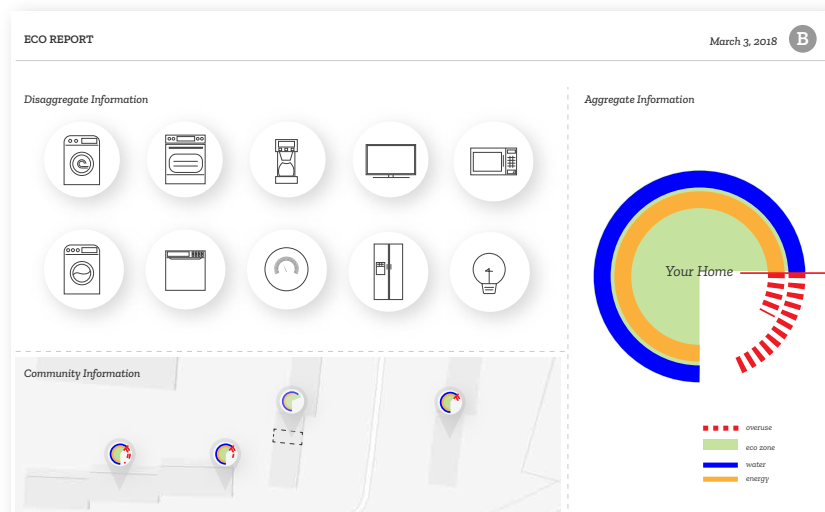 ECO REPORT
March 3, 2018 B
Disaggregate Information
Aggregate Information
Your Home
Community Information
overuse
eco zone
water
energy